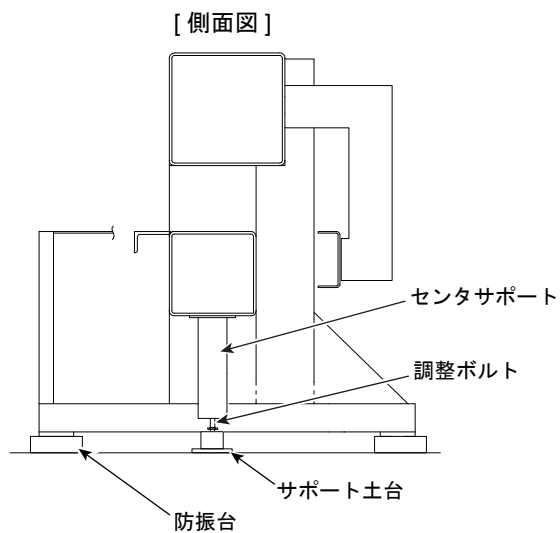 [ 側面図 ]
センタサポート
調整ボルト
サポート土台
防振台